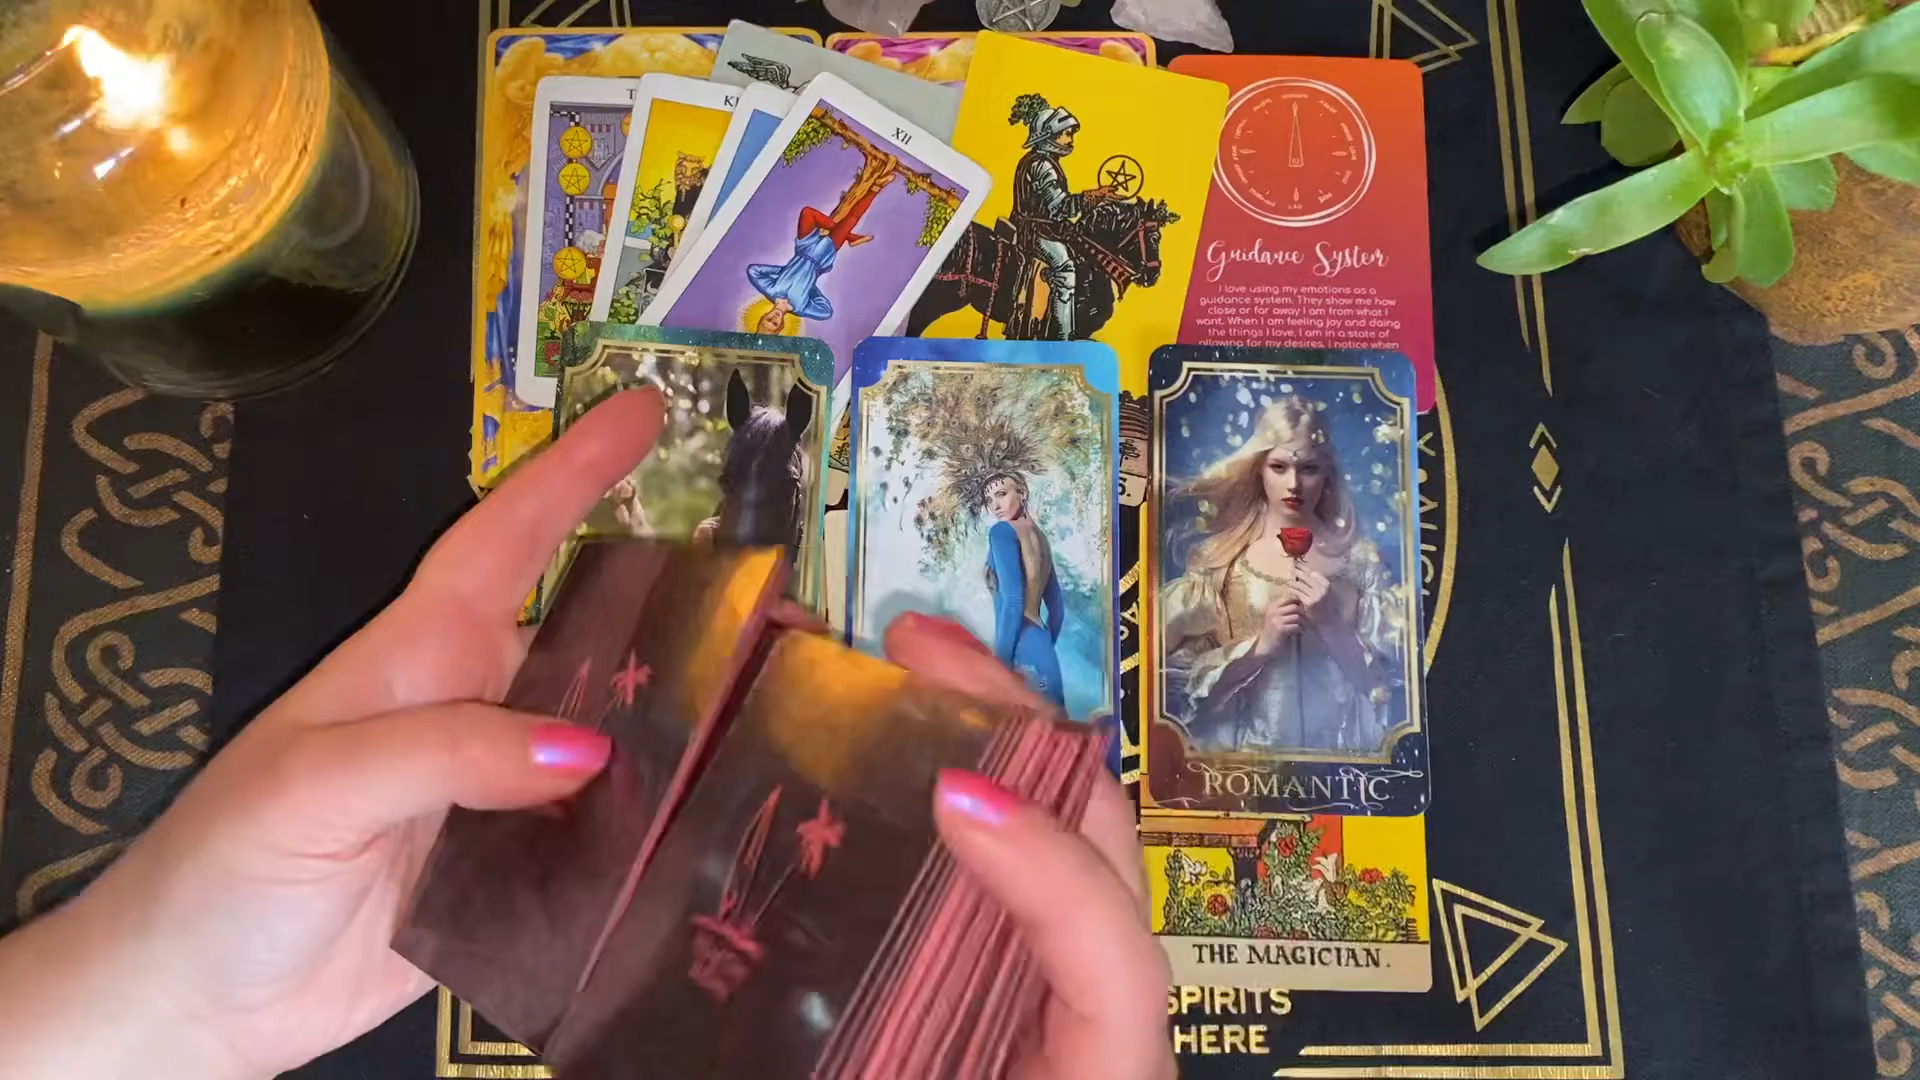 XII
Guidance System
I love using my emotions as a
guidance system. They show me how
close or far away I am from what I
want. When I am feeling joy and doing
the things I love, I am in a state of
allowing for my desires. I notice when
ROMANTIC
THE MAGICIAN.
SPIRITS
HERE